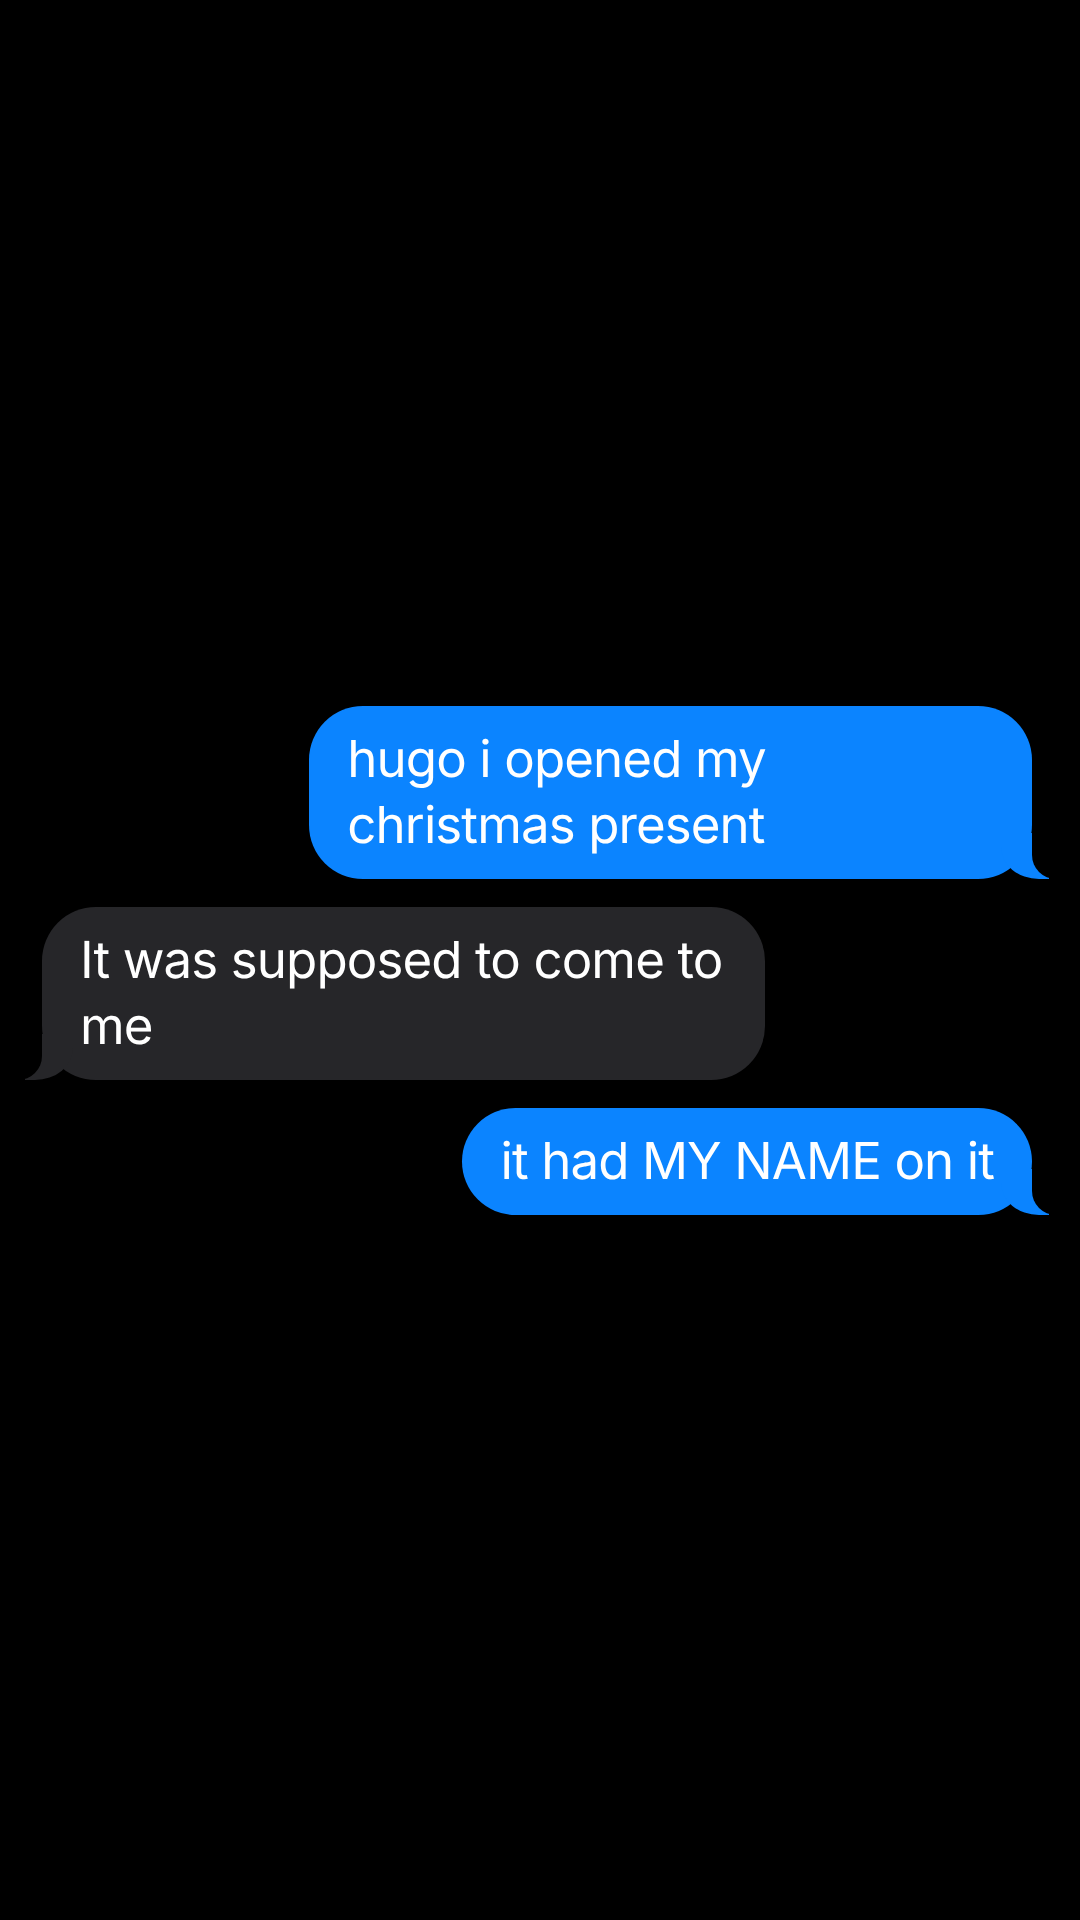 hugo i opened my
christmas present
It was supposed to come to
me
it had MY NAME on it